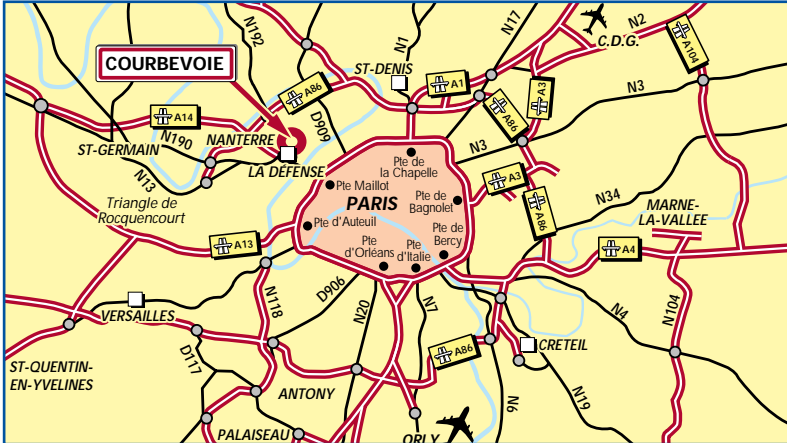 N192
N1
N17
C.D.G.
N2
A104
COURBEVOIE
ST-DENIS
A86
A1
A3
N3
A14
D909
A86
N190
NANTERRE
ST-GERMAIN
N3
LA DÉFENSE
N13
Pte de
la Chapelle
A3
Pte Maillot
PARIS
Pte de
Bagnolet
N34
Triangle de
Rocquencourt
MARNE-
LA-VALLEE
A86
Pte d'Auteuil
Pte de
Bercy
A13
A4
Pte
d'Orléans
Pte
d'Italie
D906
N118
N20
N7
N4
N104
VERSAILLES
CRETEIL
D117
A86
ST-QUENTIN-
EN-YVELINES
ANTONY
N6
N19
PALAISEAU
ORLY